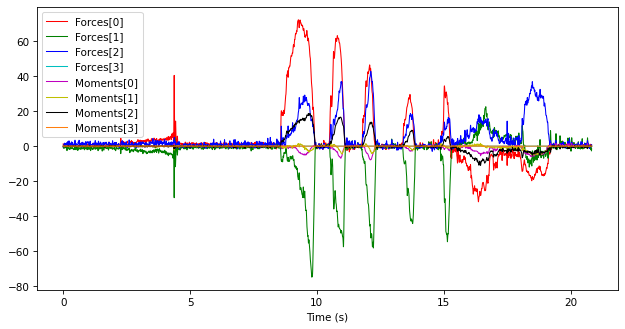 Forces[0]
Forces[1]
Forces[2]
Forces[3]
Moments[0]
Moments[1]
Moments[2]
Moments[3]
60
40
20
0
−20
−40
−60
−80
0 5 10 15 20
Time (s)